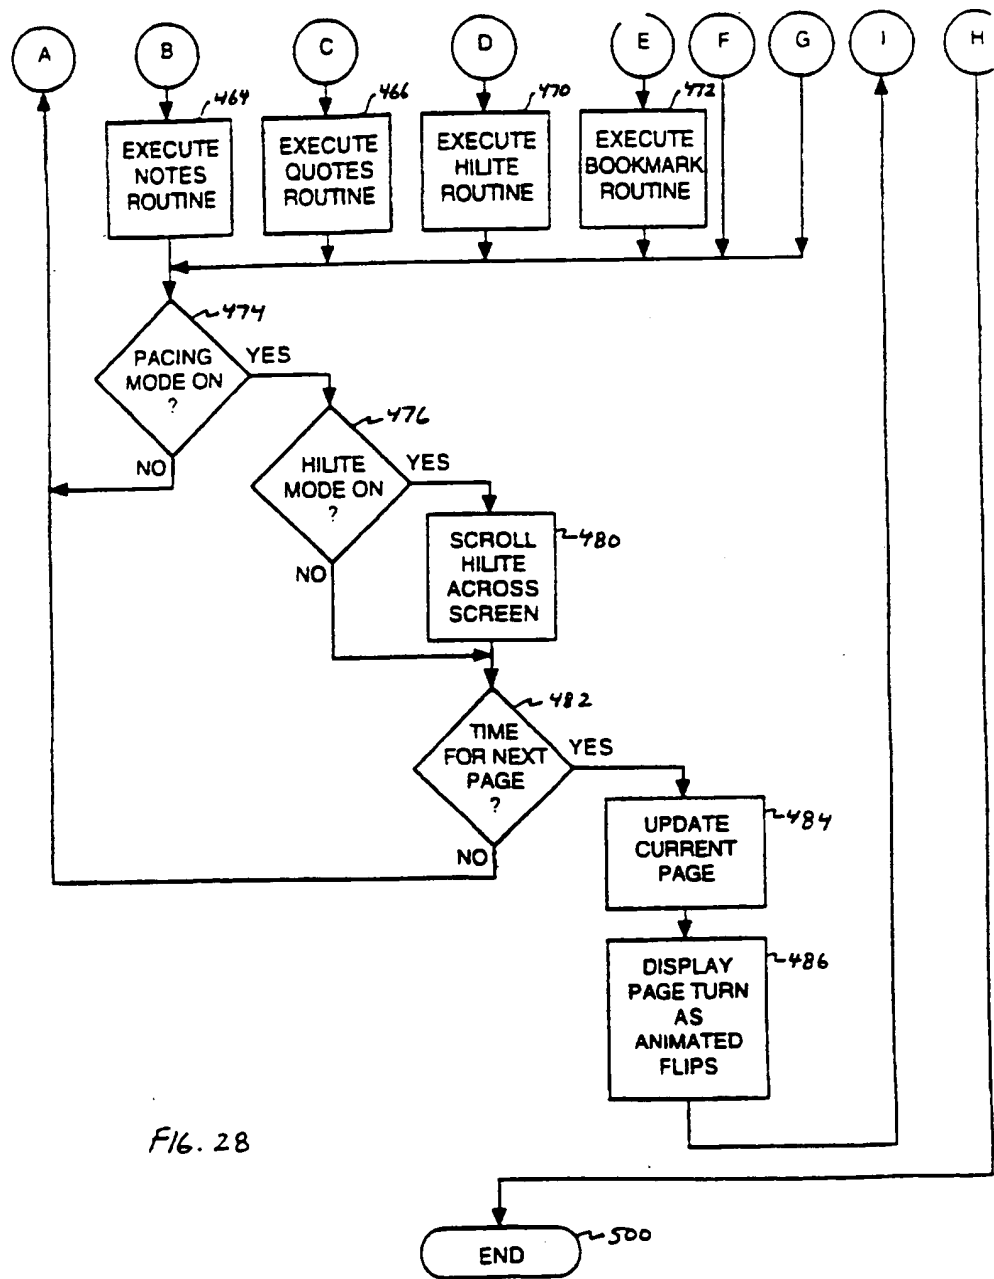 A
B
C
D
E
F
G
I
H
464
466
470
472
EXECUTE
NOTES
ROUTINE
EXECUTE
QUOTES
ROUTINE
EXECUTE
HILITE
ROUTINE
EXECUTE
BOOKMARK
ROUTINE
474
PACING
MODE ON
?
YES
NO
476
HILITE
MODE ON
?
YES
NO
480
SCROLL
HILITE
ACROSS
SCREEN
482
TIME
FOR NEXT
PAGE
?
YES
NO
484
UPDATE
CURRENT
PAGE
486
DISPLAY
PAGE TURN
AS
ANIMATED
FLIPS
FIG. 28
500
END